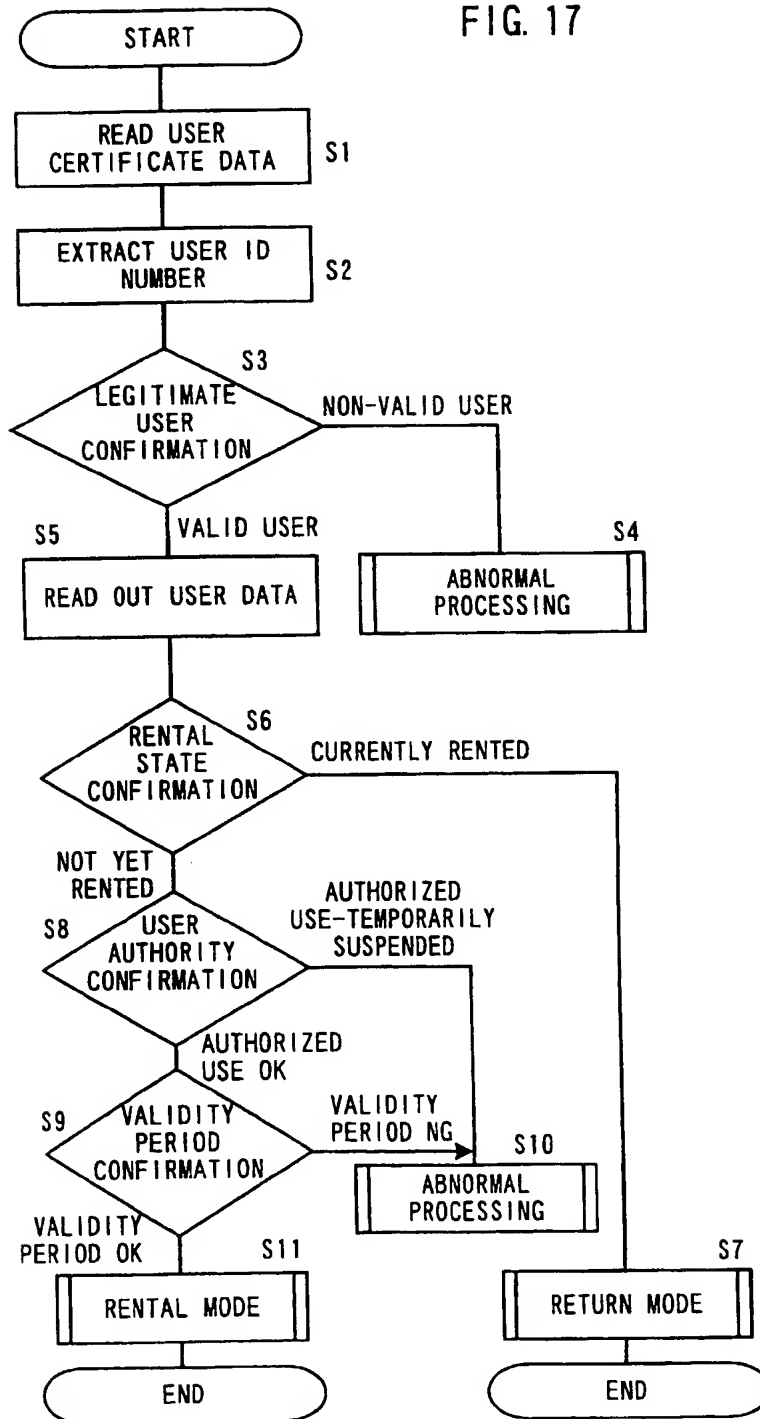 FIG. 17
START
READ USER
CERTIFICATE DATA
S1
EXTRACT USER ID
NUMBER
S2
S3
LEGITIMATE
USER
CONFIRMATION
NON-VALID USER
VALID USER
S5
READ OUT USER DATA
S4
ABNORMAL
PROCESSING
S6
RENTAL
STATE
CONFIRMATION
CURRENTLY RENTED
NOT YET
RENTED
S8
USER
AUTHORITY
CONFIRMATION
AUTHORIZED
USE-TEMPORARILY
SUSPENDED
AUTHORIZED
USE OK
S9
VALIDITY
PERIOD
CONFIRMATION
VALIDITY
PERIOD NG
S10
ABNORMAL
PROCESSING
VALIDITY
PERIOD OK
S11
RENTAL MODE
S7
RETURN MODE
END
END